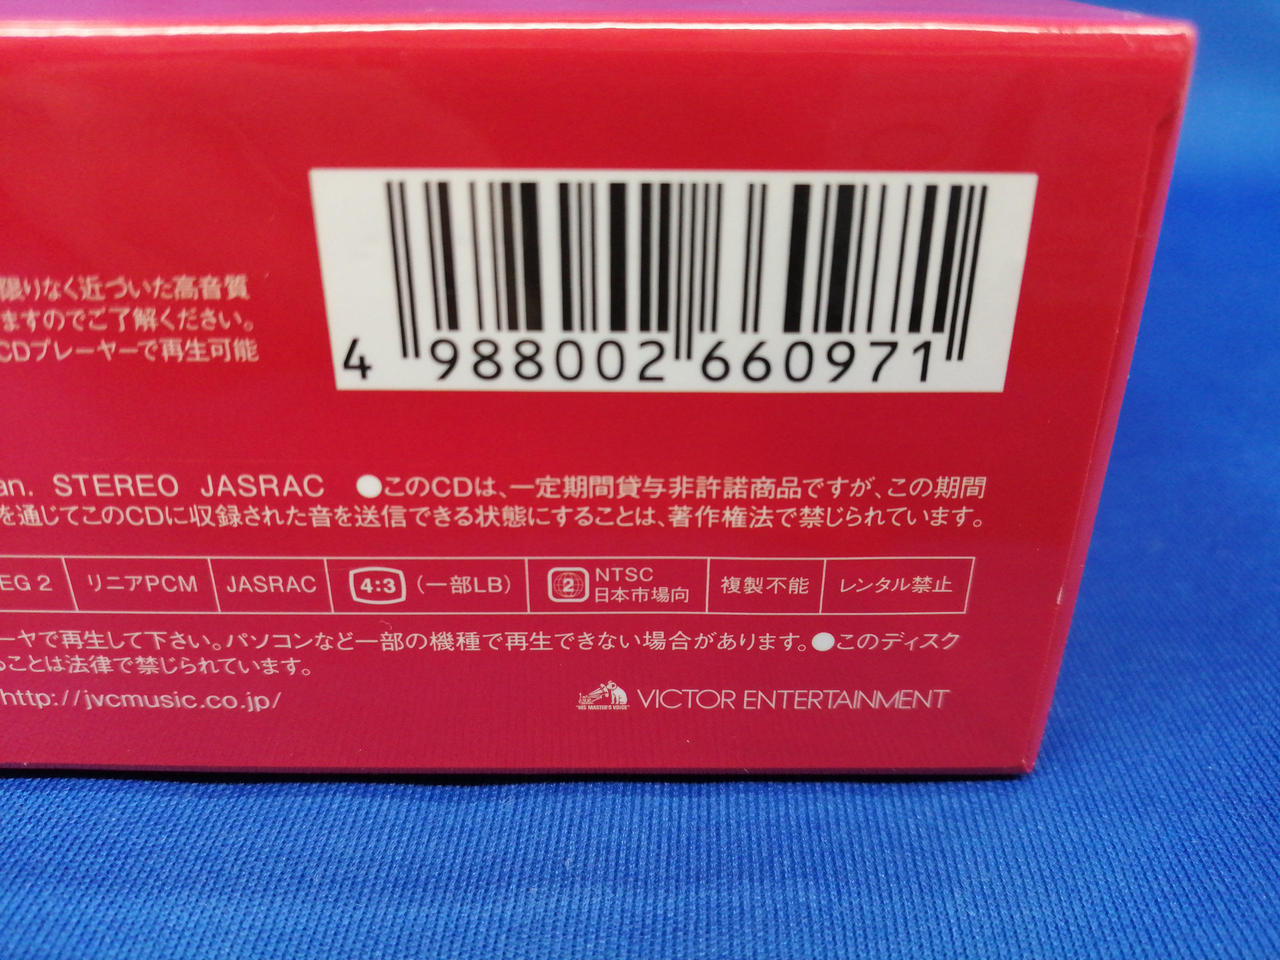 4 988002 660971
限りなく近づいた高音質
ますのでご了解ください。
CDプレーヤーで再生可能
an. STEREO JASRAC ●このCDは、一定期間貸与非許諾商品ですが、この期間
を通じてこのCDに収録された音を送信できる状態にすることは、著作権法で禁じられています。
EG 2 リニアPCM JASRAC 4:3 (一部LB) 2 NTSC 日本市場向 複製不能 レンタル禁止
ーヤで再生して下さい。パソコンなど一部の機種で再生できない場合があります。●このディスク
ることは法律で禁じられています。
http://jvcmusic.co.jp/
"HIS MASTER'S VOICE" VICTOR ENTERTAINMENT